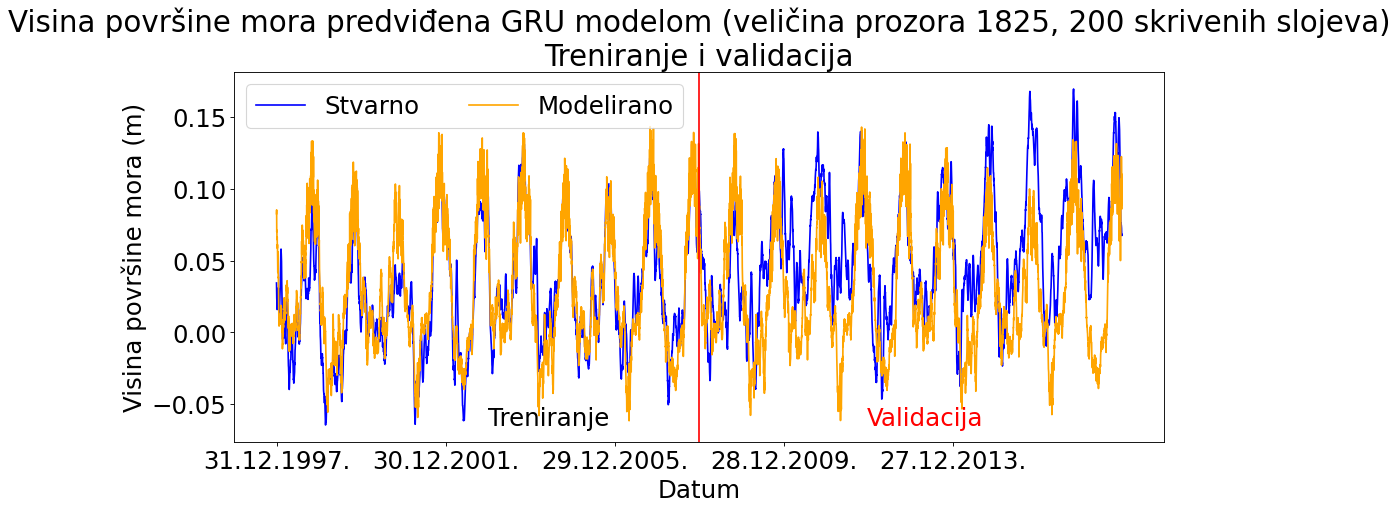 Visina površine mora predviđena GRU modelom (veličina prozora 1825, 200 skrivenih slojeva)
Treniranje i validacija
Stvarno Modelirano
Visina površine mora (m)
0.15
0.10
0.05
0.00
−0.05
Treniranje Validacija
31.12.1997. 30.12.2001. 29.12.2005. 28.12.2009. 27.12.2013.
Datum